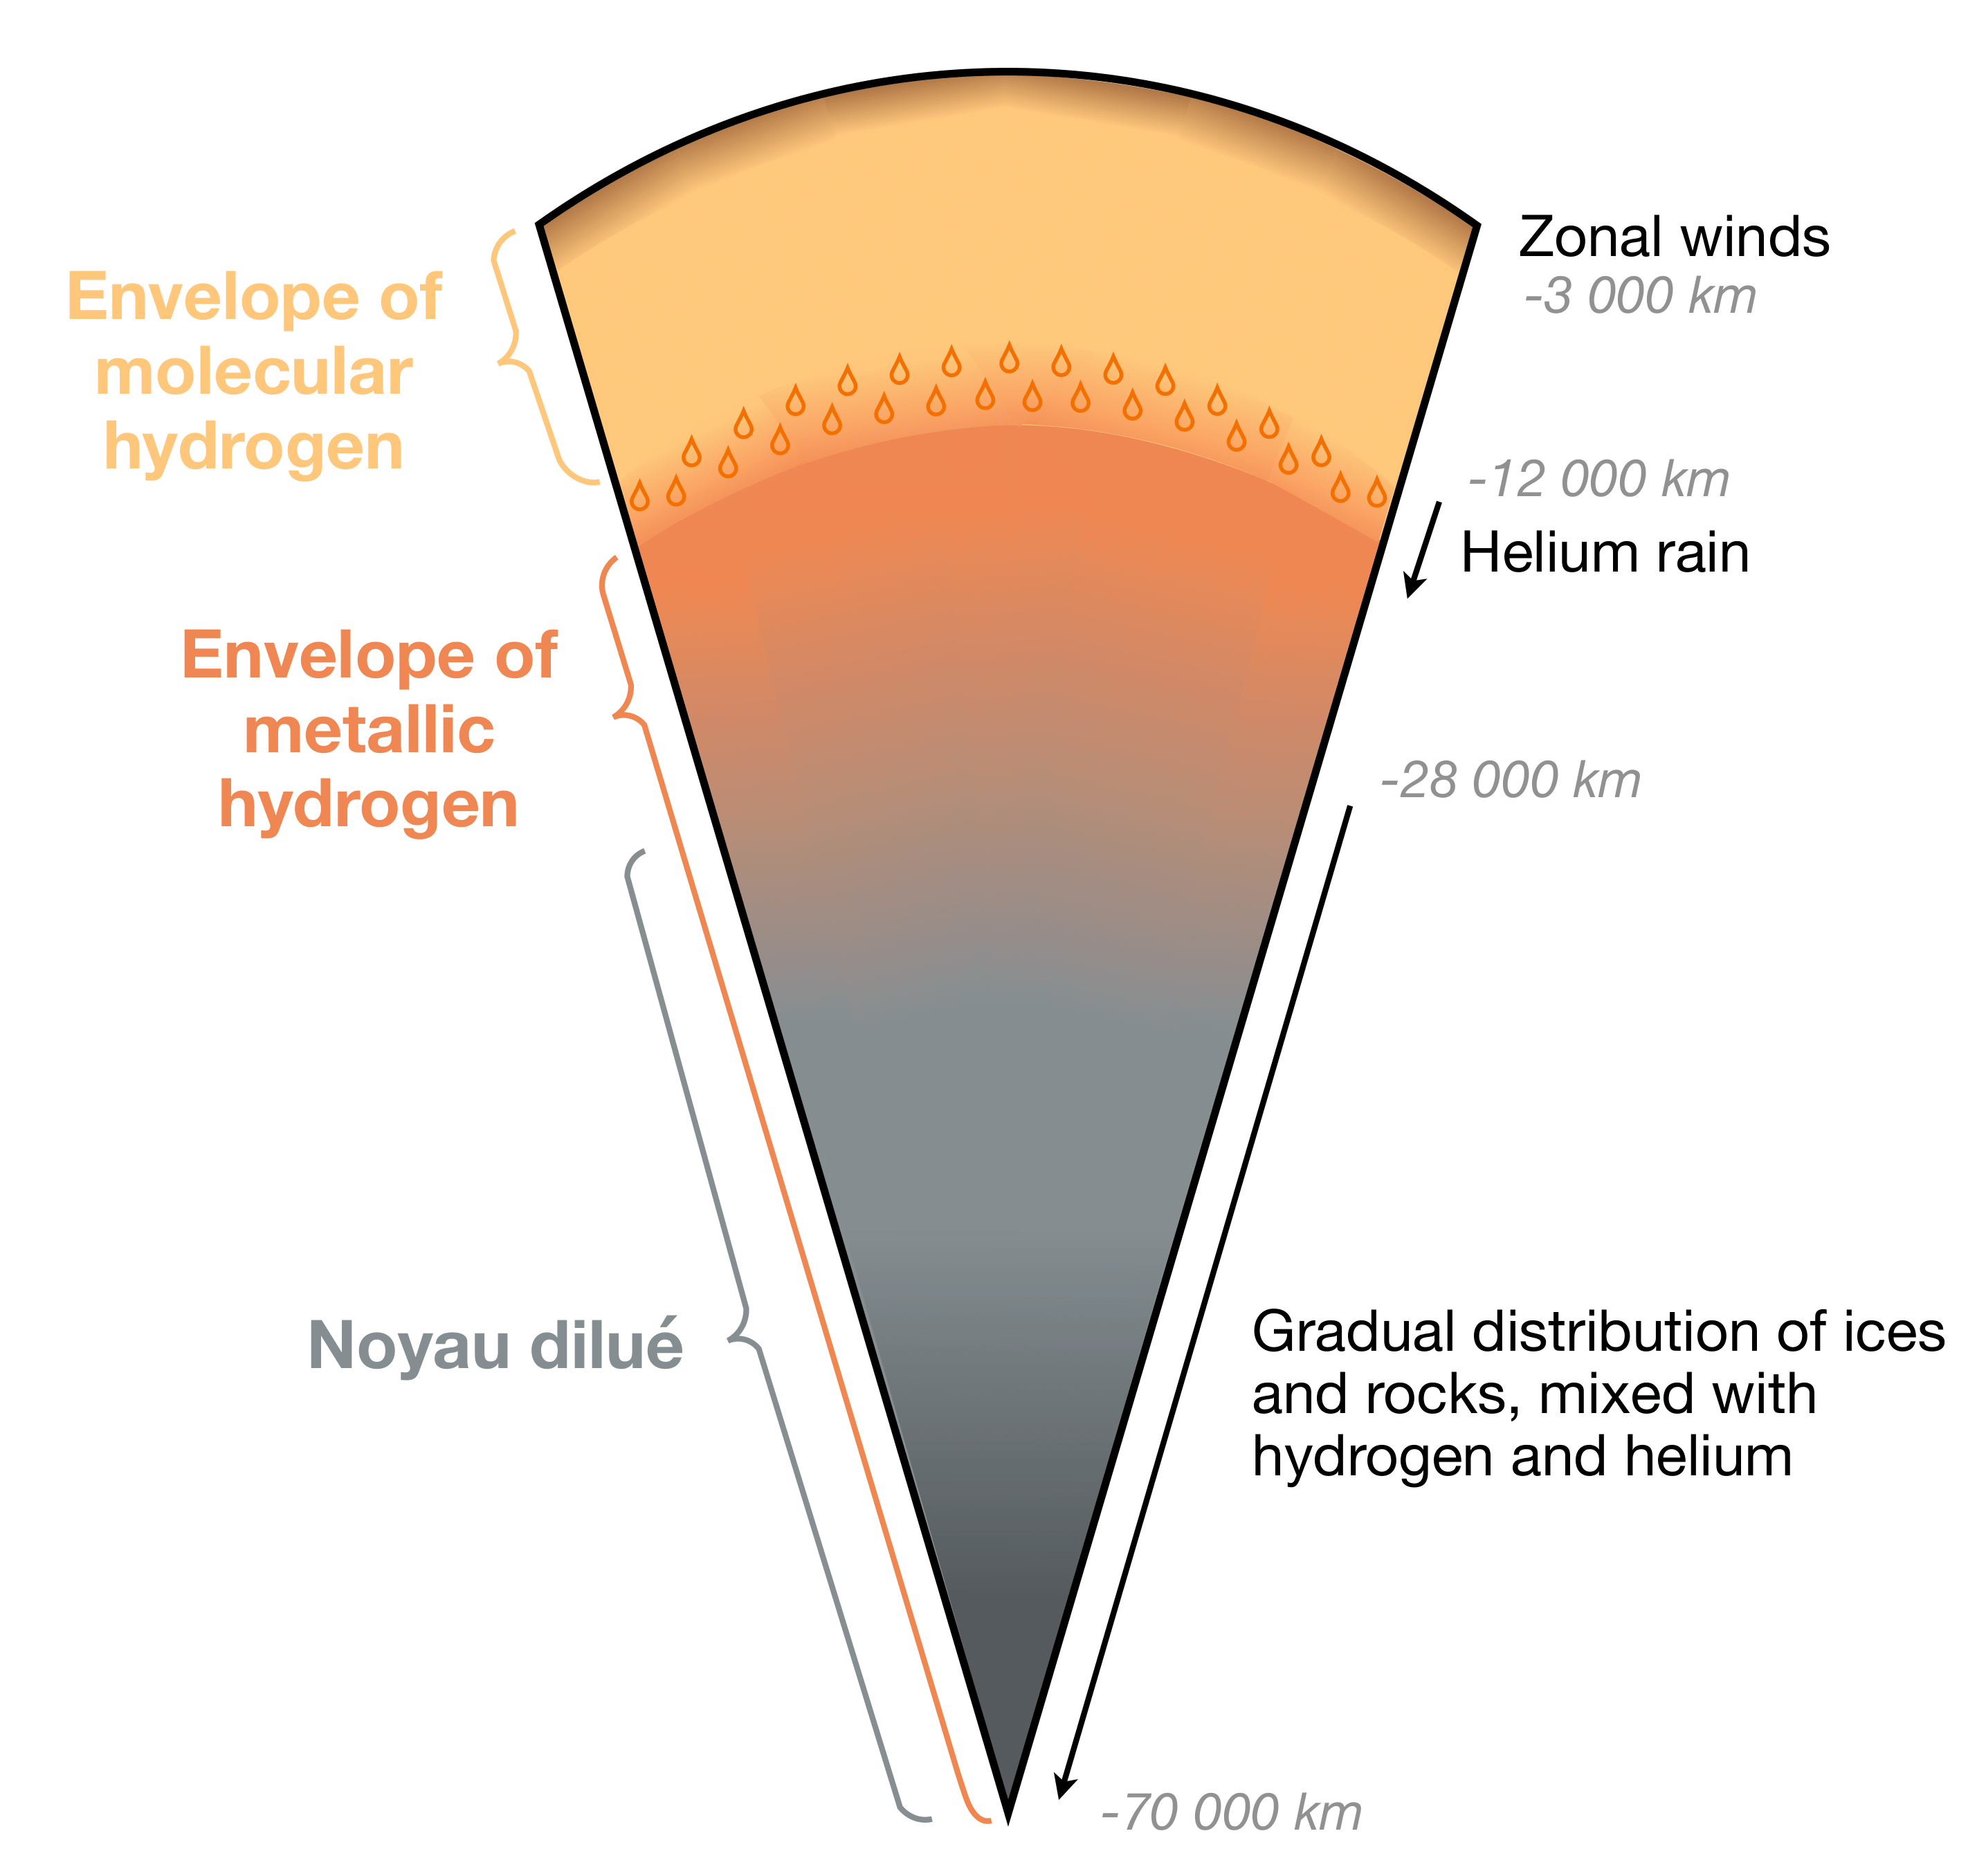 Zonal winds
-3 000 km
Envelope of
molecular
hydrogen
-12 000 km
Helium rain
Envelope of
metallic
hydrogen
-28 000 km
Noyau dilué
Gradual distribution of ices
and rocks, mixed with
hydrogen and helium
-70 000 km